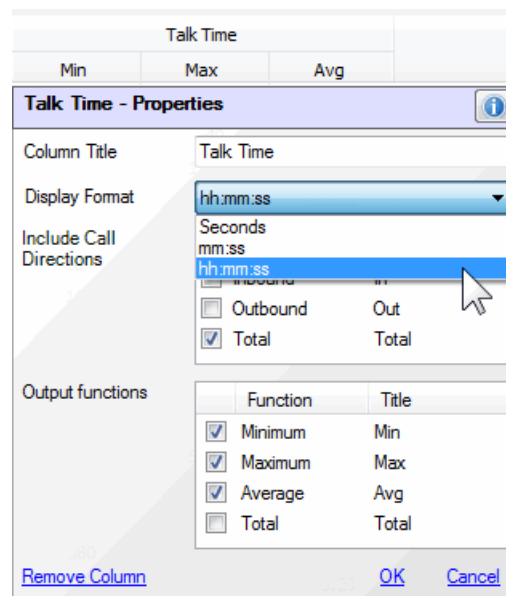 Talk Time
Min Max Avg
Talk Time - Properties
Column Title Talk Time
Display Format hh:mm:ss
Seconds
mm:ss
hh:mm:ss
Include Call
Directions
Inbound In
Outbound Out
Total Total
Output functions
Function Title
Minimum Min
Maximum Max
Average Avg
Total Total
Remove Column OK Cancel